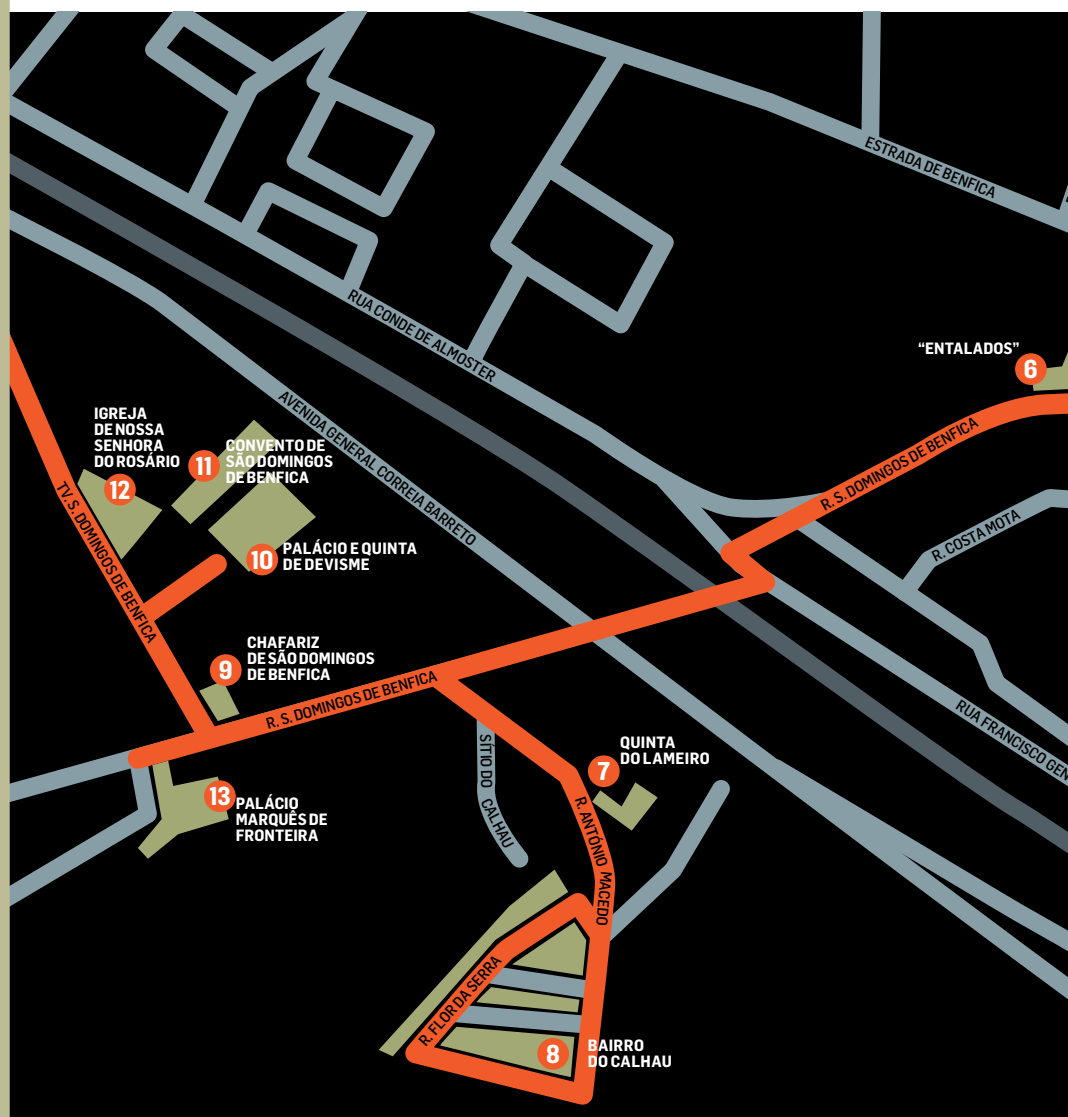 ESTRADA DE BENFICA
RUA CONDE DE ALMOSTER
“ENTALADOS”
6
AVENIDA GENERAL CORREIA BARRETO
R. S. DOMINGOS DE BENFICA
R. COSTA MOTA
IGREJA
DE NOSSA
SENHORA
DO ROSÁRIO
12
11
CONVENTO DE
SÃO DOMINGOS
DE BENFICA
TV. S. DOMINGOS DE BENFICA
10
PALÁCIO E QUINTA
DE DEVISME
9
CHAFARIZ
DE SÃO DOMINGOS
DE BENFICA
R. S. DOMINGOS DE BENFICA
RUA FRANCISCO GEN
SÍTIO DO CALHAU
7
QUINTA
DO LAMEIRO
13
PALÁCIO
MARQUÊS DE
FRONTEIRA
R. ANTÓNIO MACEDO
R. FLOR DA SERRA
8
BAIRRO
DO CALHAU